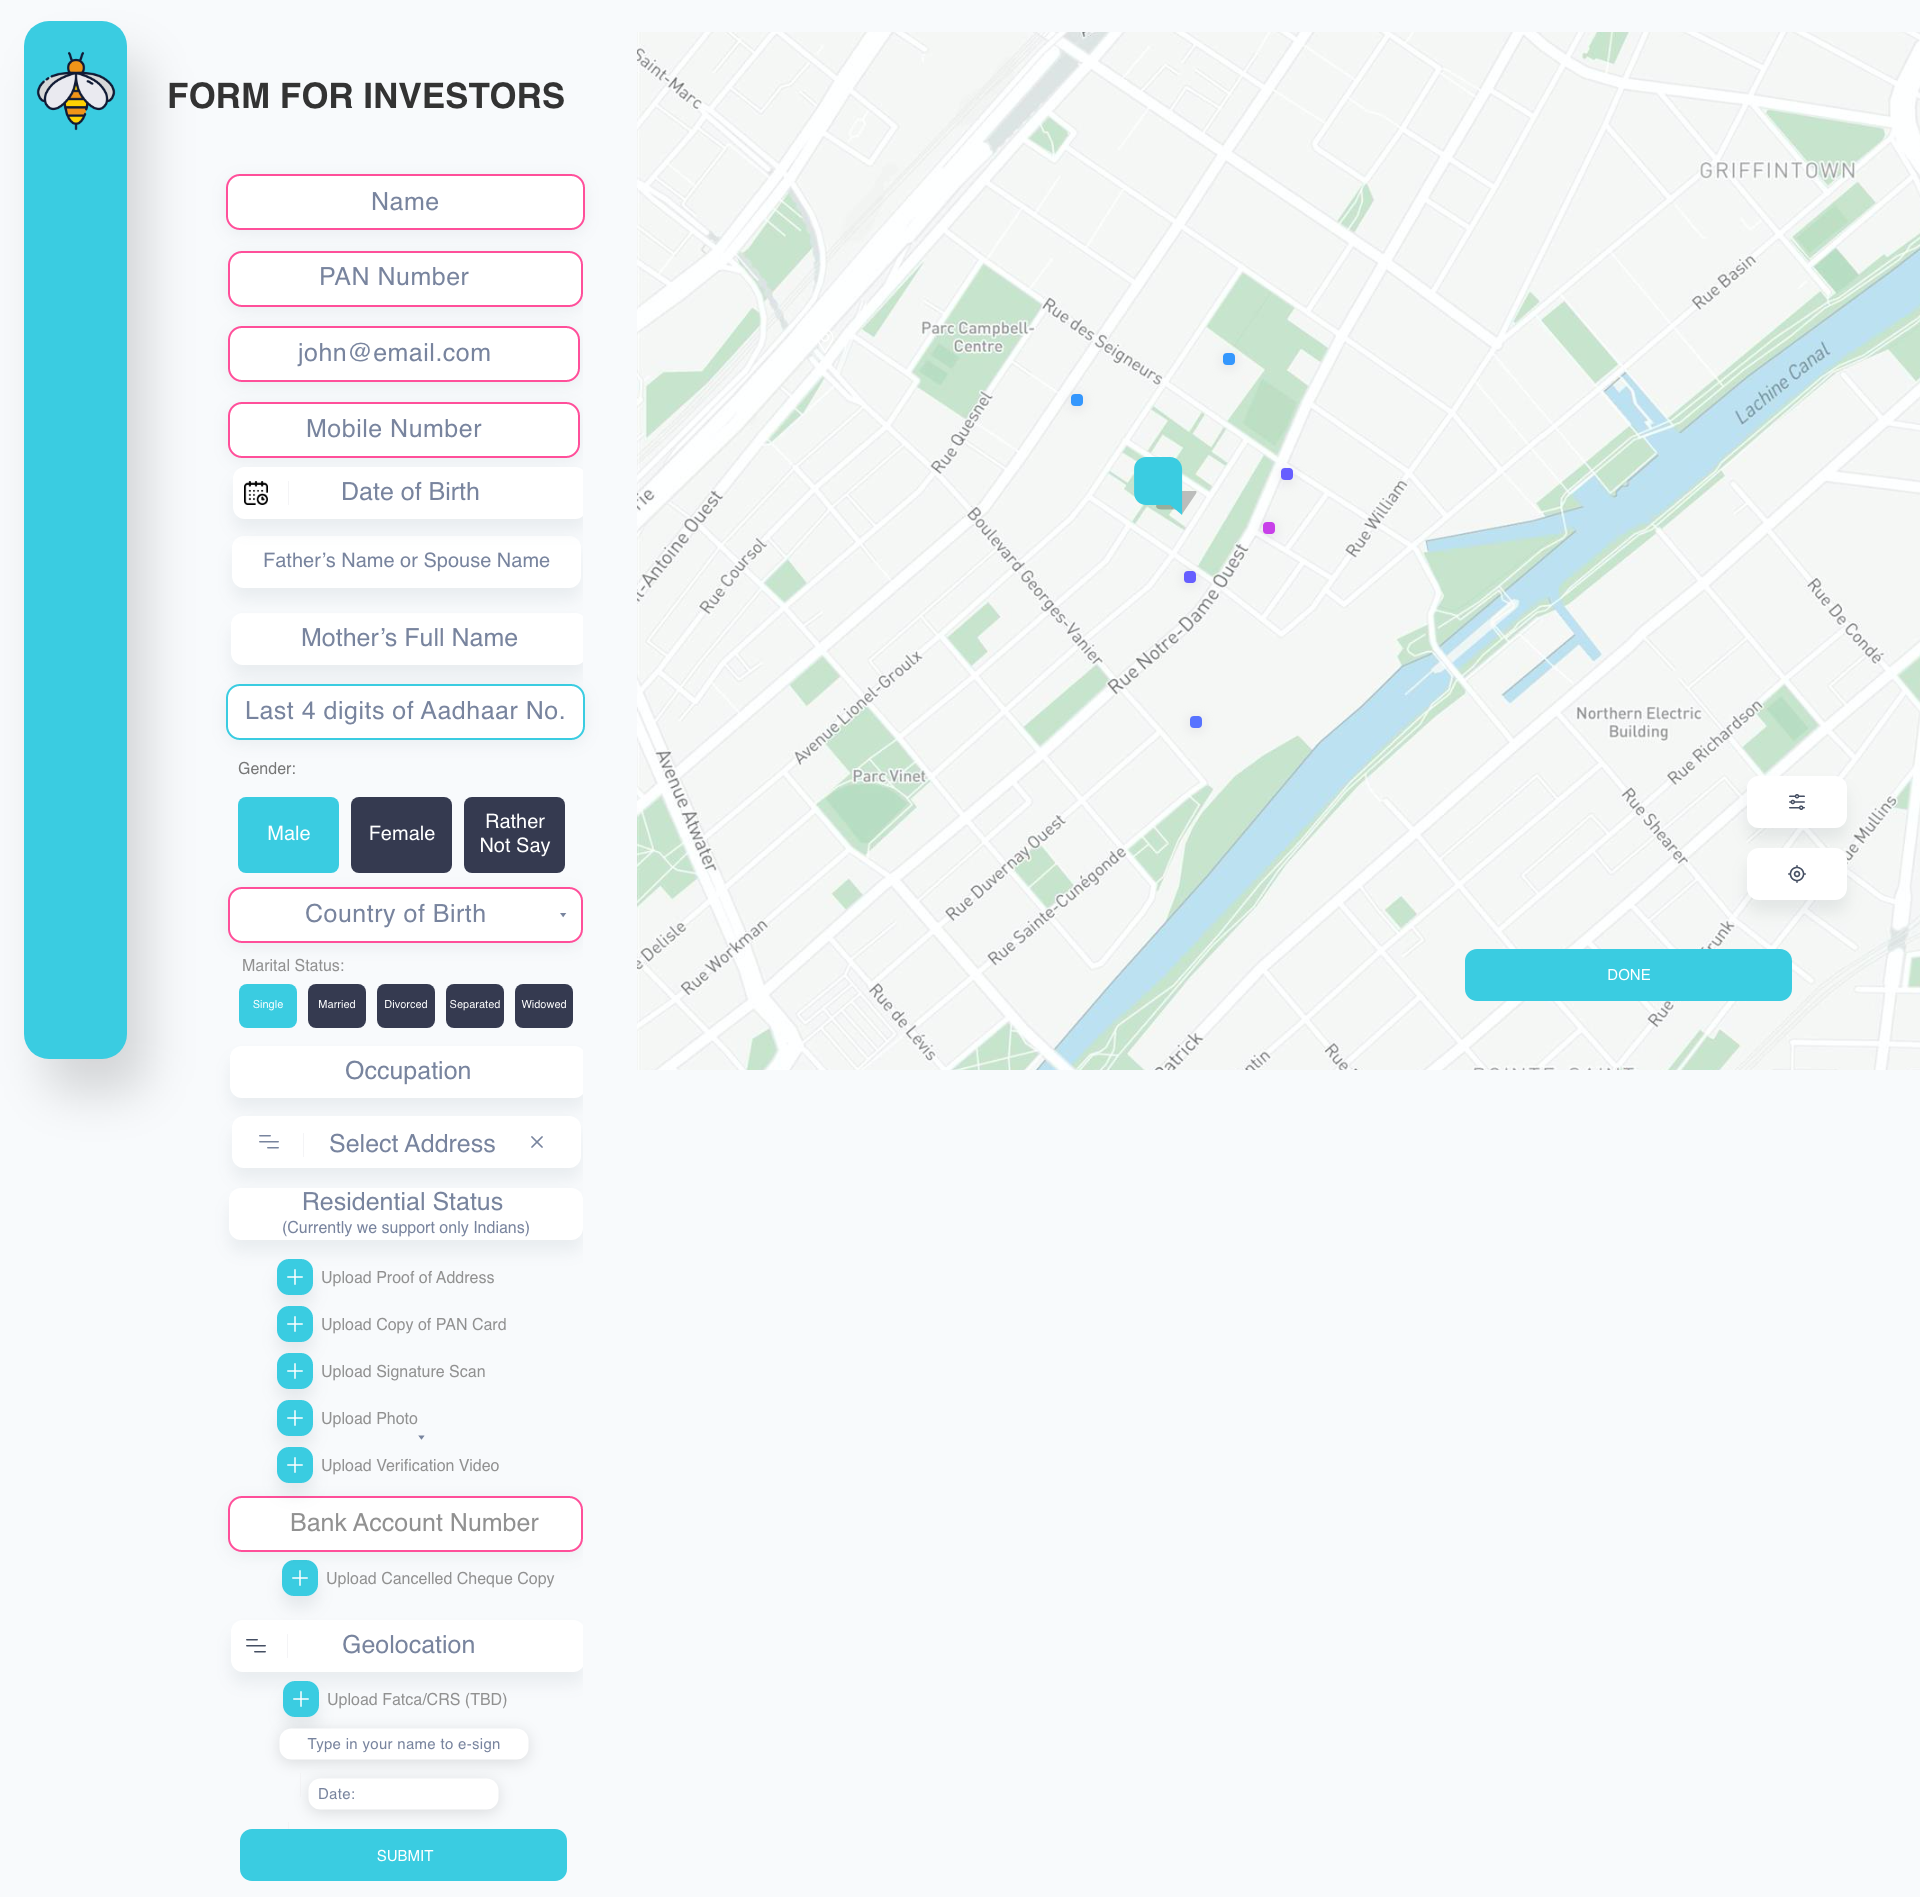 FORM FOR INVESTORS
Name
PAN Number
john@email.com
Mobile Number
Date of Birth
Father’s Name or Spouse Name
Mother’s Full Name
Last 4 digits of Aadhaar No.
Gender:
Male
Female
Rather
Not Say
Country of Birth
Marital Status:
Single
Married
Divorced
Separated
Widowed
Occupation
Select Address
Residential Status
(Currently we support only Indians)
Upload Proof of Address
Upload Copy of PAN Card
Upload Signature Scan
Upload Photo
Upload Verification Video
Bank Account Number
Upload Cancelled Cheque Copy
Geolocation
Upload Fatca/CRS (TBD)
Type in your name to e-sign
Date:
SUBMIT
Saint-Marc
GRIFFINTOWN
Rue Basin
Rue des Seigneurs
Parc Campbell-
Centre
Lachine Canal
Rue Quesnel
rie
t-Antoine Ouest
Rue Coursol
Boulevard Georges-Vanier
Rue William
Rue Notre-Dame Ouest
Rue De Condé
Avenue Lionel-Groulx
Northern Electric
Building
Rue Richardson
Parc Vinet
Avenue Atwater
Rue Shearer
ue Mullins
Rue Duvernay Ouest
Rue Sainte-Cunégonde
e Delisle
Rue Workman
runk
DONE
Rue de Lévis
Rue
Patrick
ntin
Rue
POINTE-SAINT